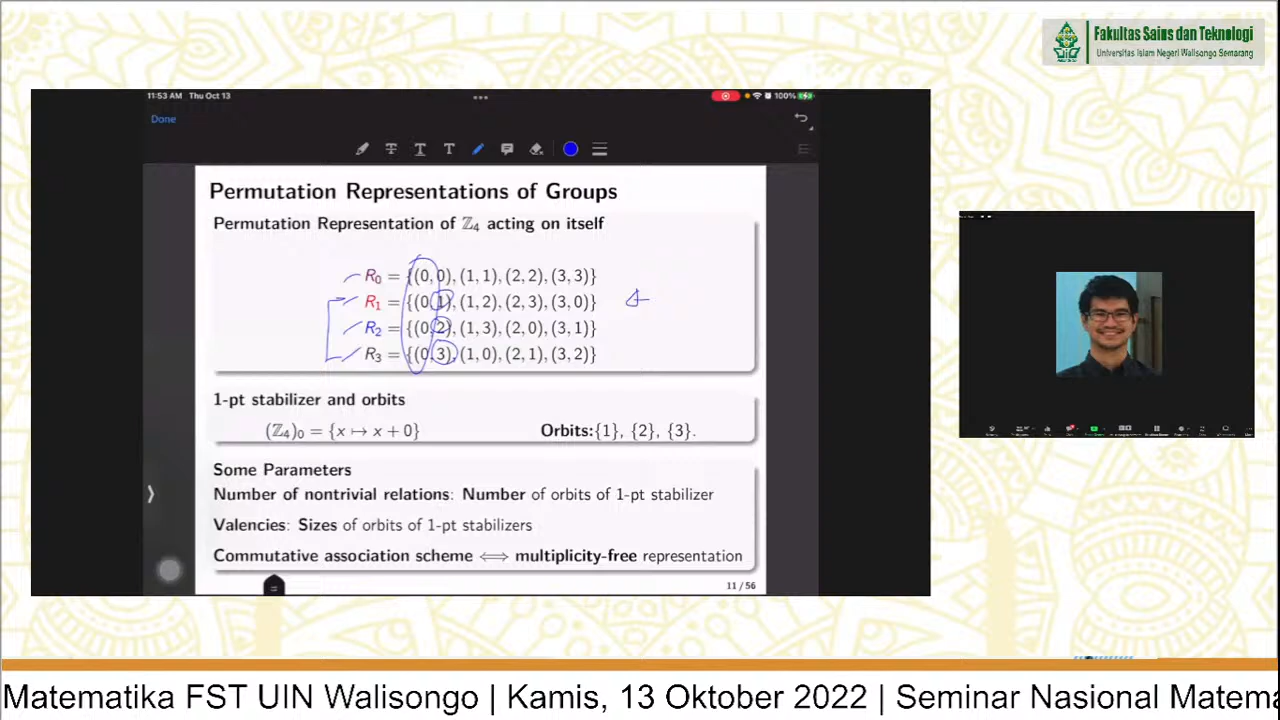 Fakultas Sains dan Teknologi
Universitas Islam Negeri Walisongo Semarang
11:53 AM Thu Oct 13
100%
Done
Permutation Representations of Groups
Permutation Representation of ℤ₄ acting on itself
R₀ = {(0, 0), (1, 1), (2, 2), (3, 3)}
R₁ = {(0, 1), (1, 2), (2, 3), (3, 0)}
R₂ = {(0, 2), (1, 3), (2, 0), (3, 1)}
R₃ = {(0, 3), (1, 0), (2, 1), (3, 2)}
1-pt stabilizer and orbits
(ℤ₄)₀ = {x ↦ x + 0} Orbits:{1}, {2}, {3}.
Some Parameters
Number of nontrivial relations: Number of orbits of 1-pt stabilizer
Valencies: Sizes of orbits of 1-pt stabilizers
Commutative association scheme ⟺ multiplicity-free representation
11 / 56
Matematika FST UIN Walisongo | Kamis, 13 Oktober 2022 | Seminar Nasional Matema